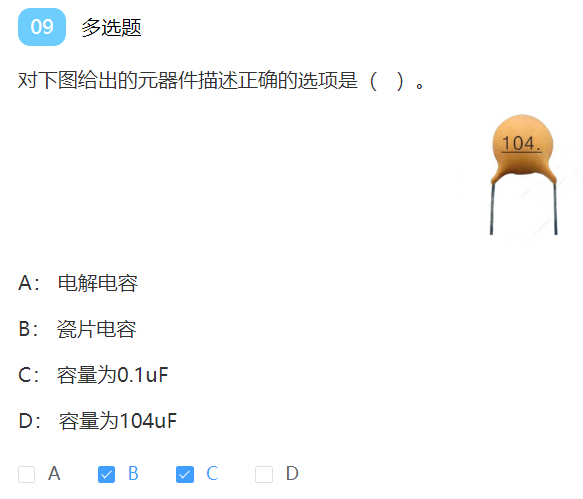 09 多选题
对下图给出的元器件描述正确的选项是（ ）。
104.
A： 电解电容
B： 瓷片电容
C： 容量为0.1uF
D： 容量为104uF
A B C D